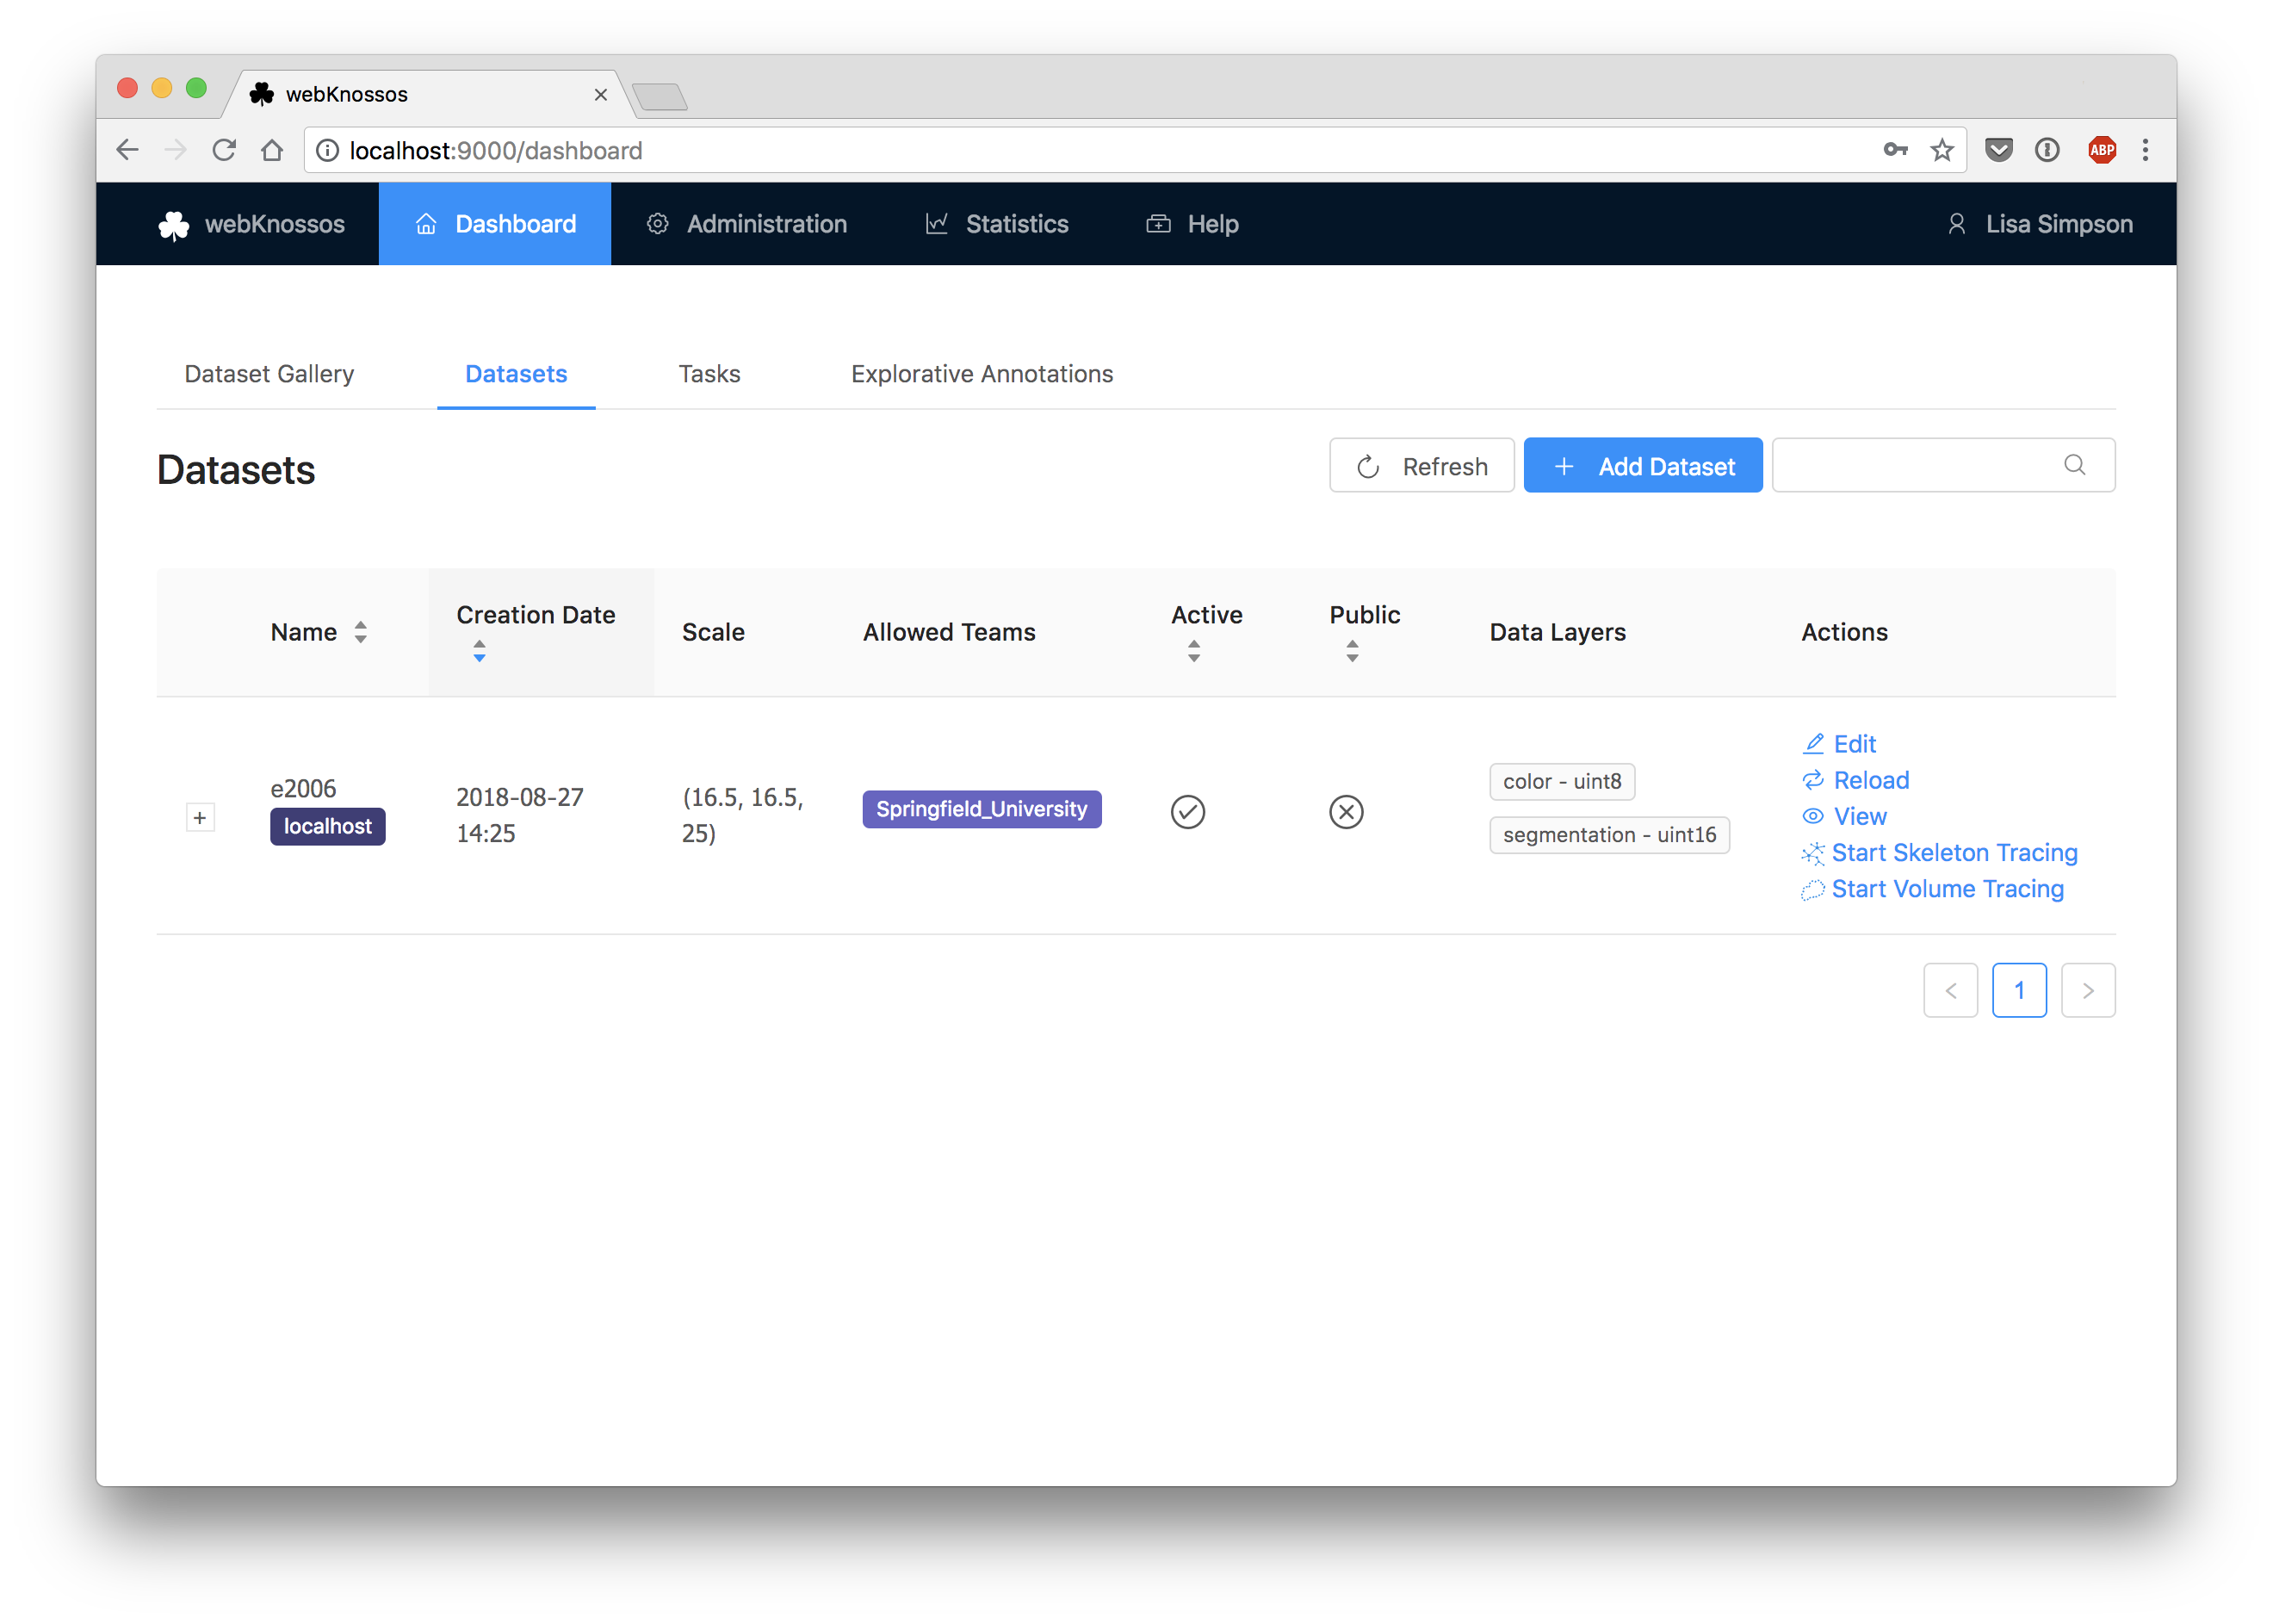 webKnossos
localhost:9000/dashboard
ABP
webKnossos Dashboard Administration Statistics Help Lisa Simpson
Dataset Gallery Datasets Tasks Explorative Annotations
Datasets Refresh + Add Dataset
Name Creation Date Scale Allowed Teams Active Public Data Layers Actions
+
e2006
localhost
2018-08-27
14:25
(16.5, 16.5,
25)
Springfield_University
color - uint8
segmentation - uint16
Edit
Reload
View
Start Skeleton Tracing
Start Volume Tracing
< 1 >